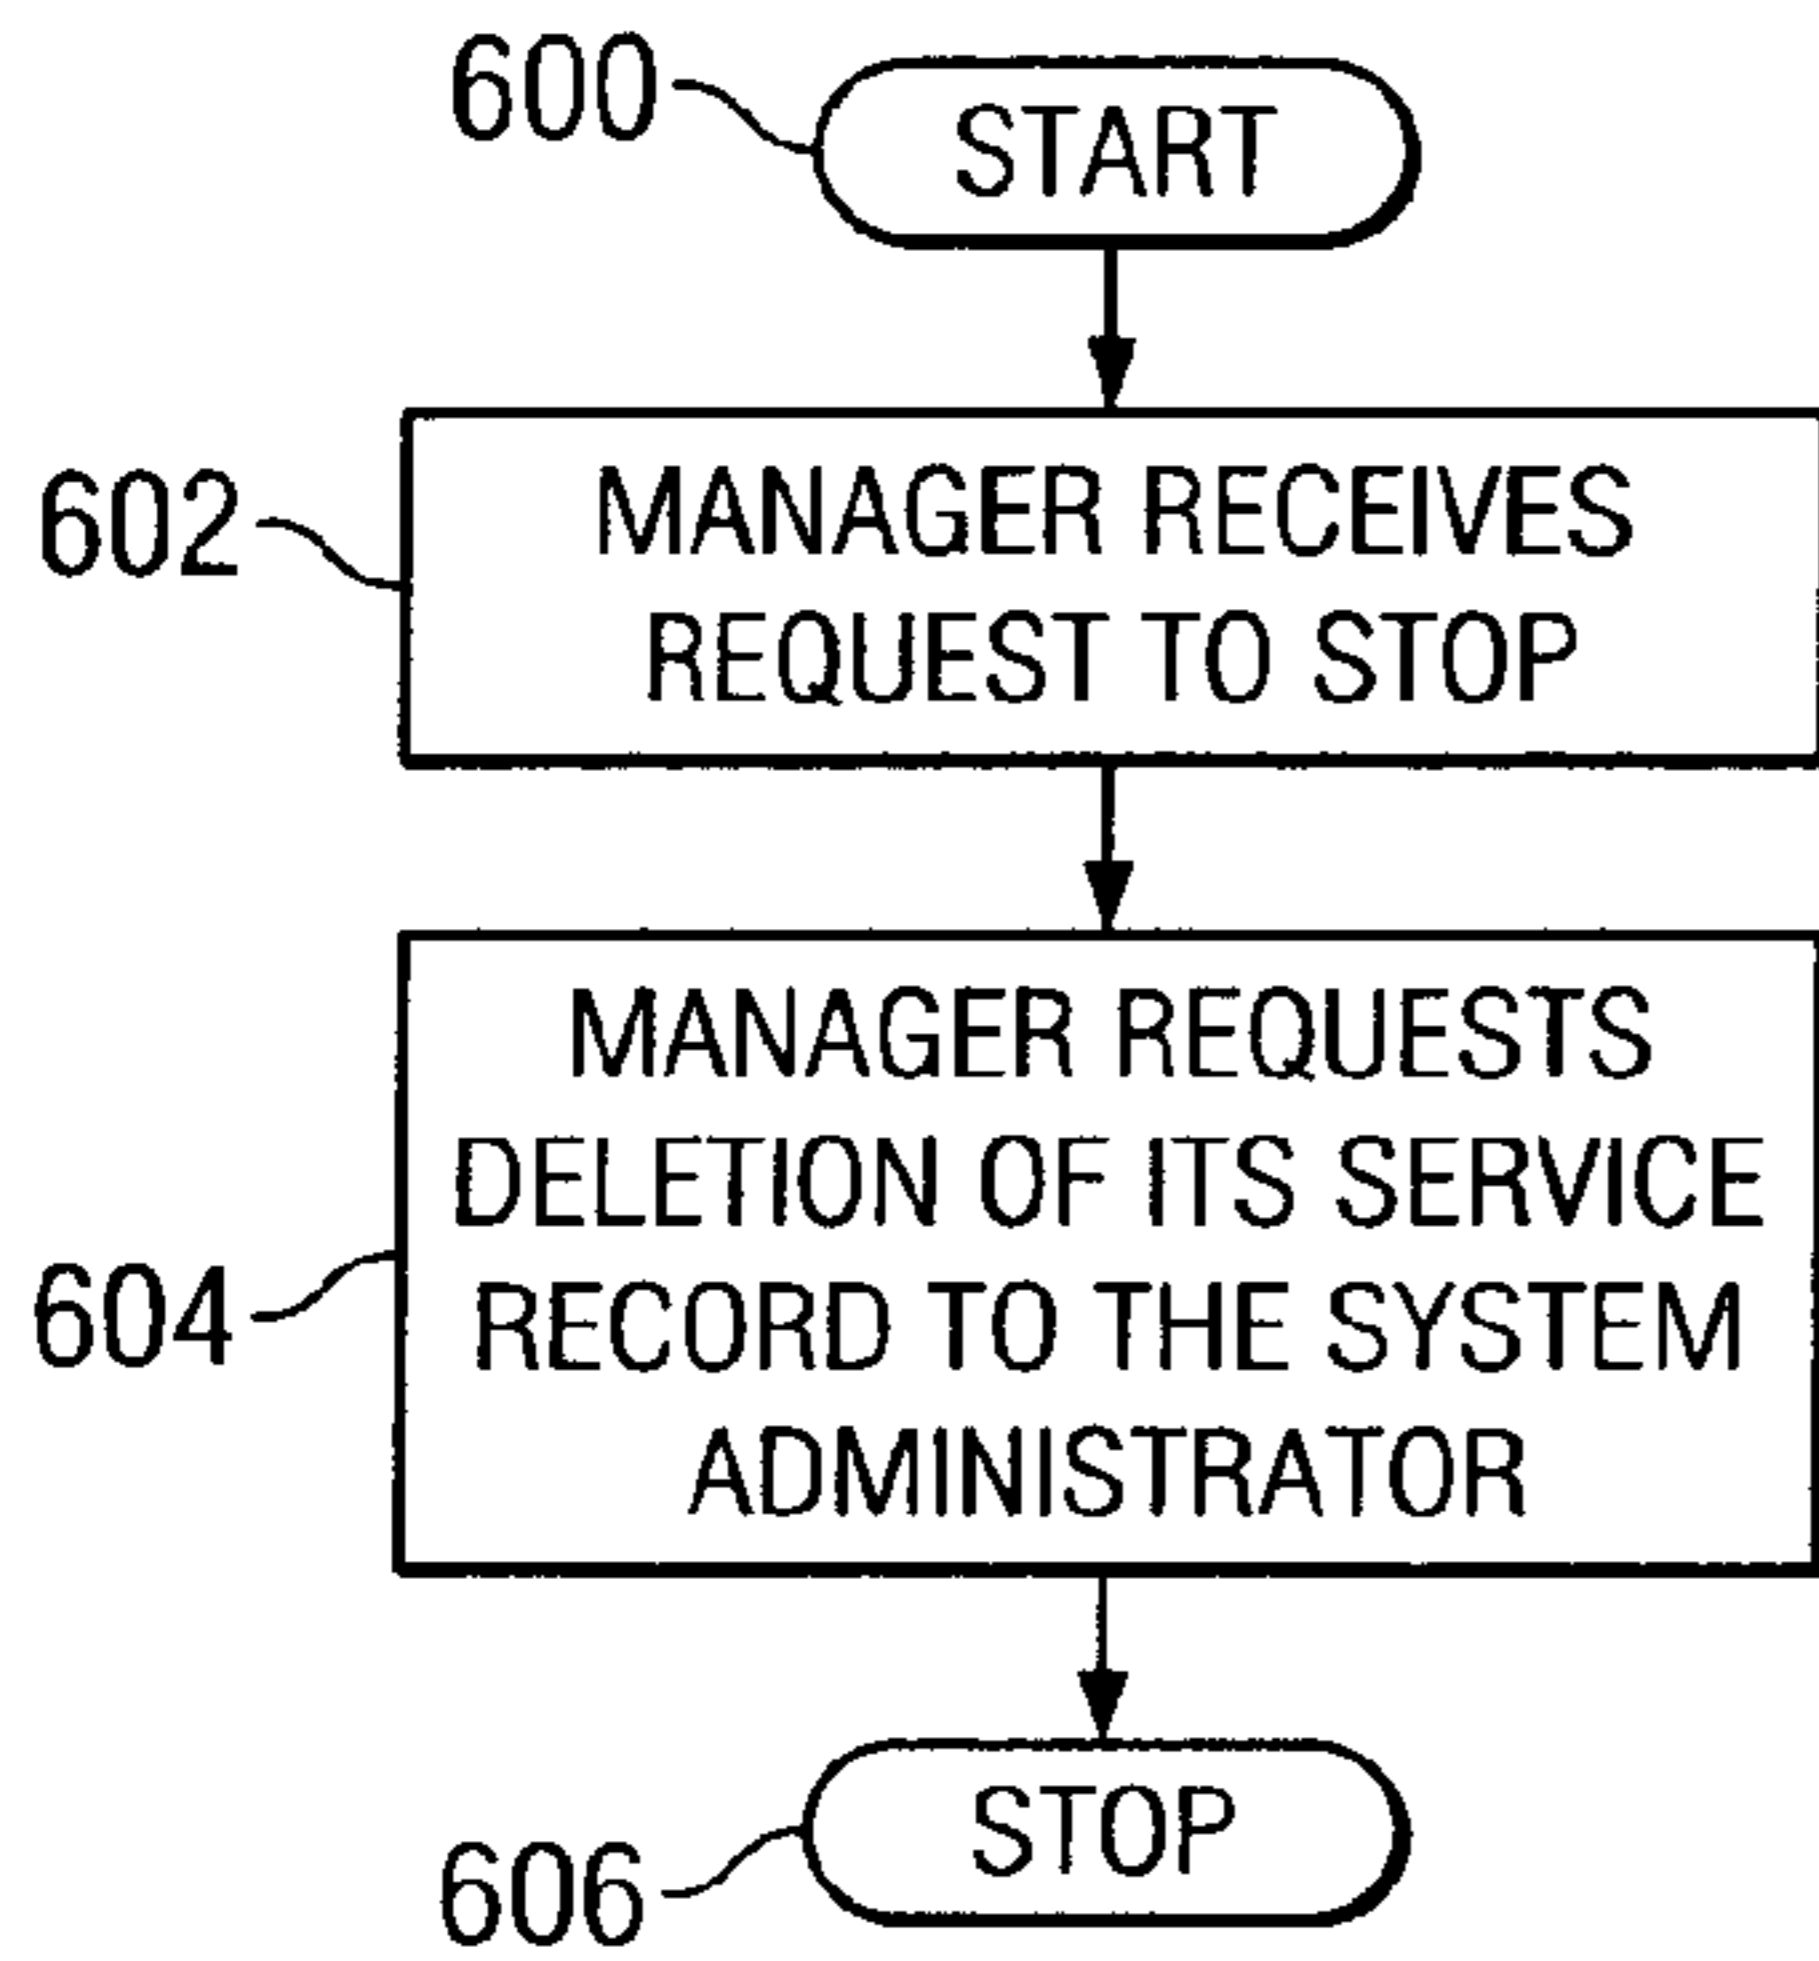 600
START
602
MANAGER RECEIVES
REQUEST TO STOP
604
MANAGER REQUESTS
DELETION OF ITS SERVICE
RECORD TO THE SYSTEM
ADMINISTRATOR
606
STOP